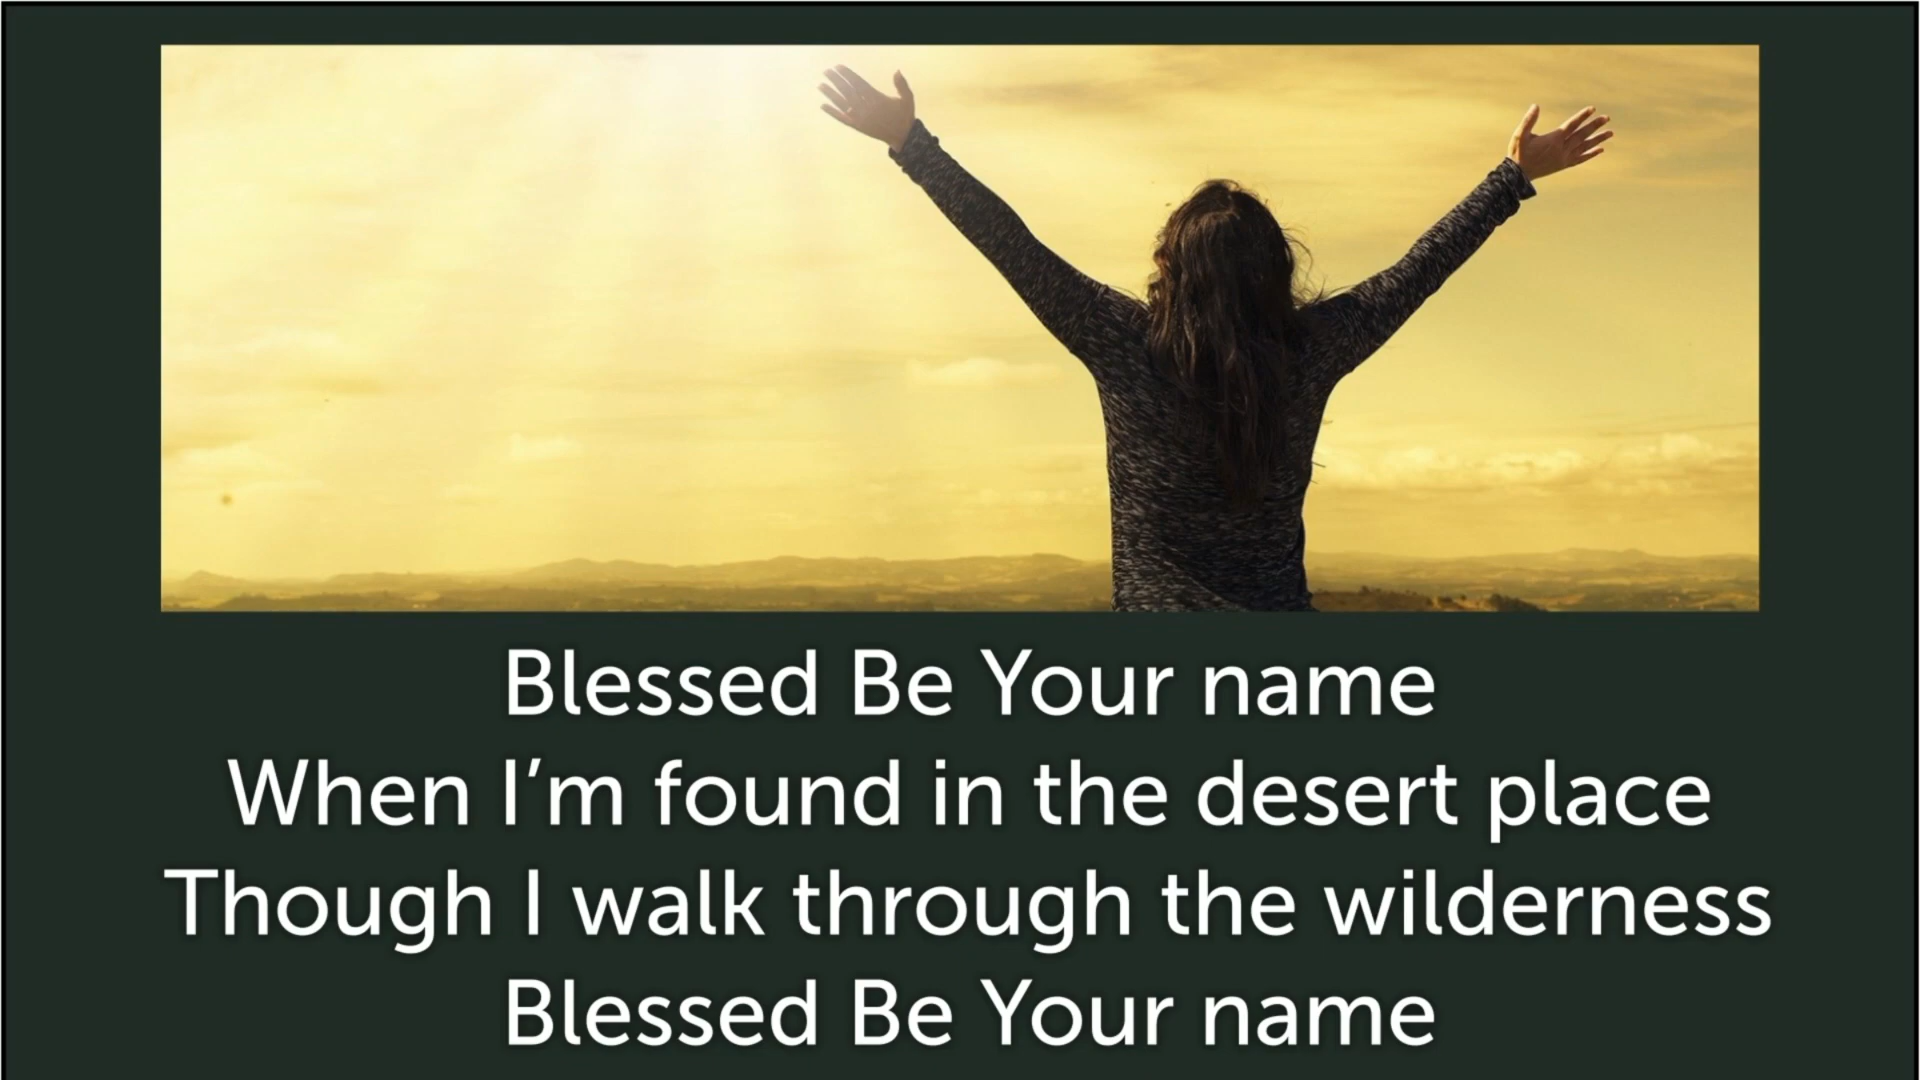 Blessed Be Your name
When I’m found in the desert place
Though I walk through the wilderness
Blessed Be Your name